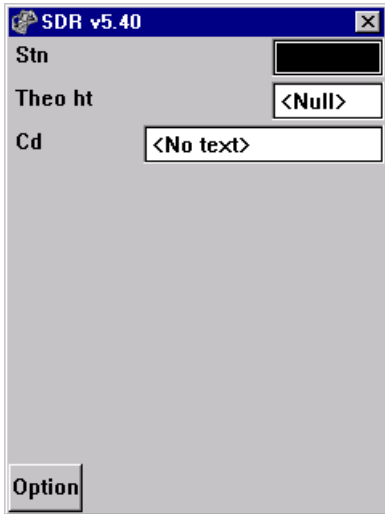 SDR v5.40
Stn
Theo ht <Null>
Cd <No text>
Option